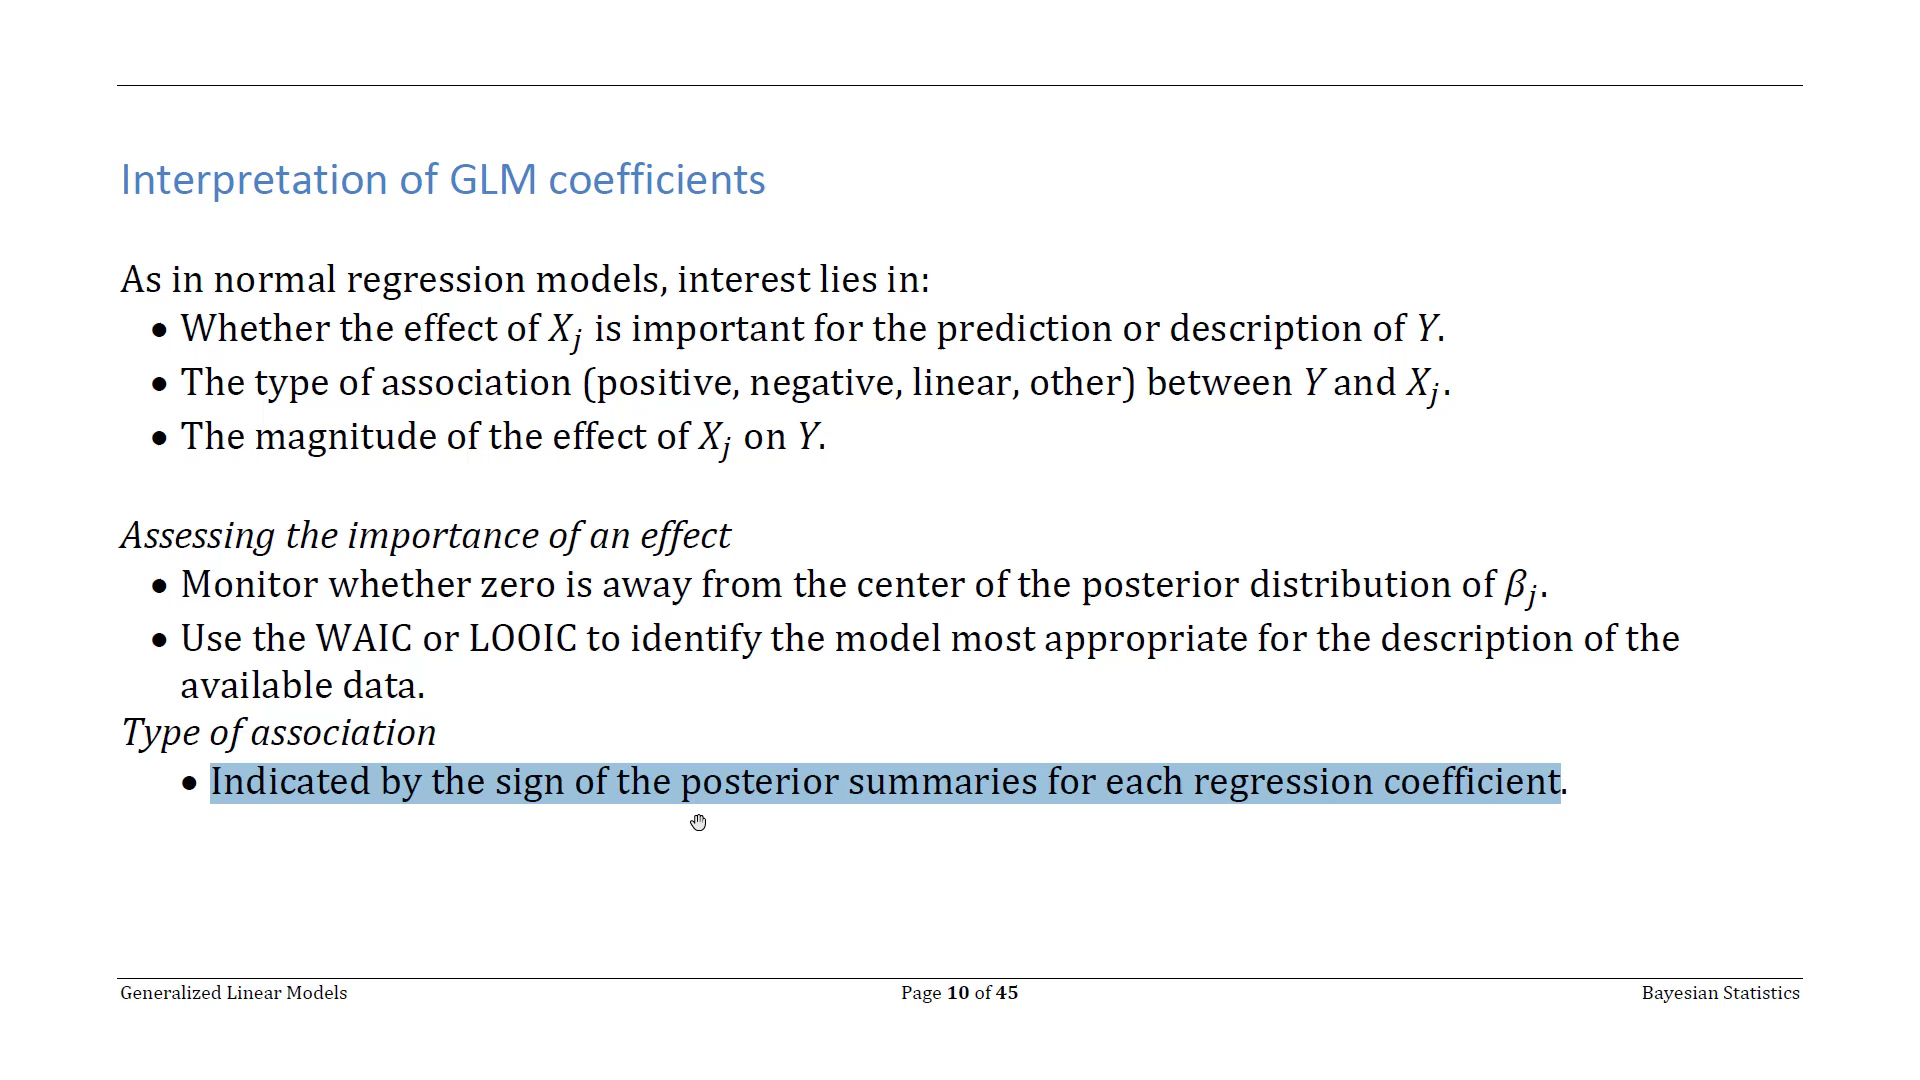 Interpretation of GLM coefficients
As in normal regression models, interest lies in:
• Whether the effect of Xⱼ is important for the prediction or description of Y.
• The type of association (positive, negative, linear, other) between Y and Xⱼ.
• The magnitude of the effect of Xⱼ on Y.
Assessing the importance of an effect
• Monitor whether zero is away from the center of the posterior distribution of βⱼ.
• Use the WAIC or LOOIC to identify the model most appropriate for the description of the
available data.
Type of association
• Indicated by the sign of the posterior summaries for each regression coefficient.
Generalized Linear Models Page 10 of 45 Bayesian Statistics